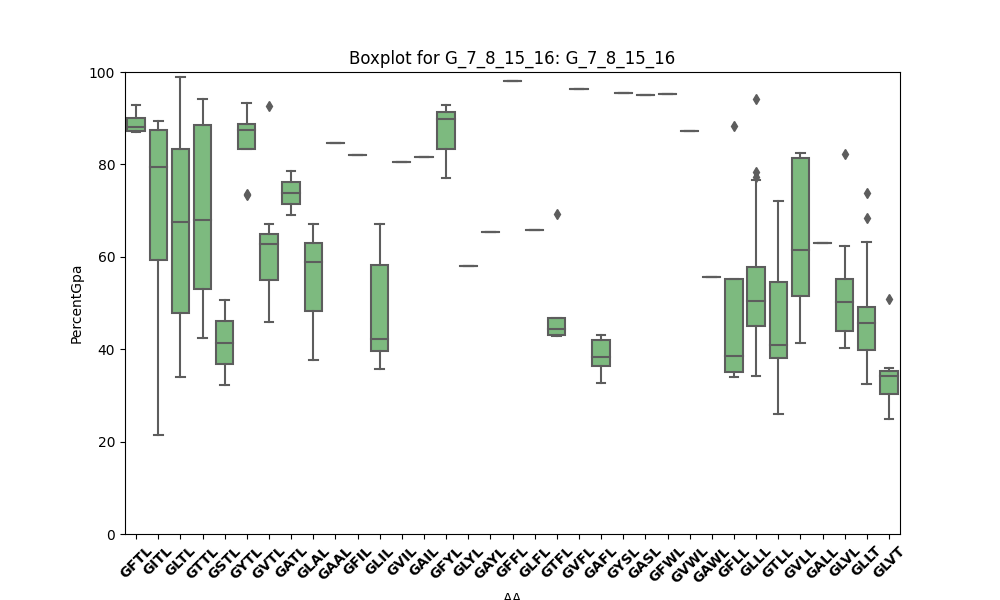 Boxplot for G_7_8_15_16: G_7_8_15_16
PercentGpa
100
80
60
40
20
0
GFTL GITL GLTL GTTL GSTL GYTL GVTL GATL GLAL GAAL GFIL GLIL GVIL GAIL GFYL GLYL GAYL GFFL GLFL GTFL GVFL GAFL GYSL GASL GFWL GVWL GAWL GFLL GLLL GTLL GVLL GALL GLVL GLLT GLVT
AA